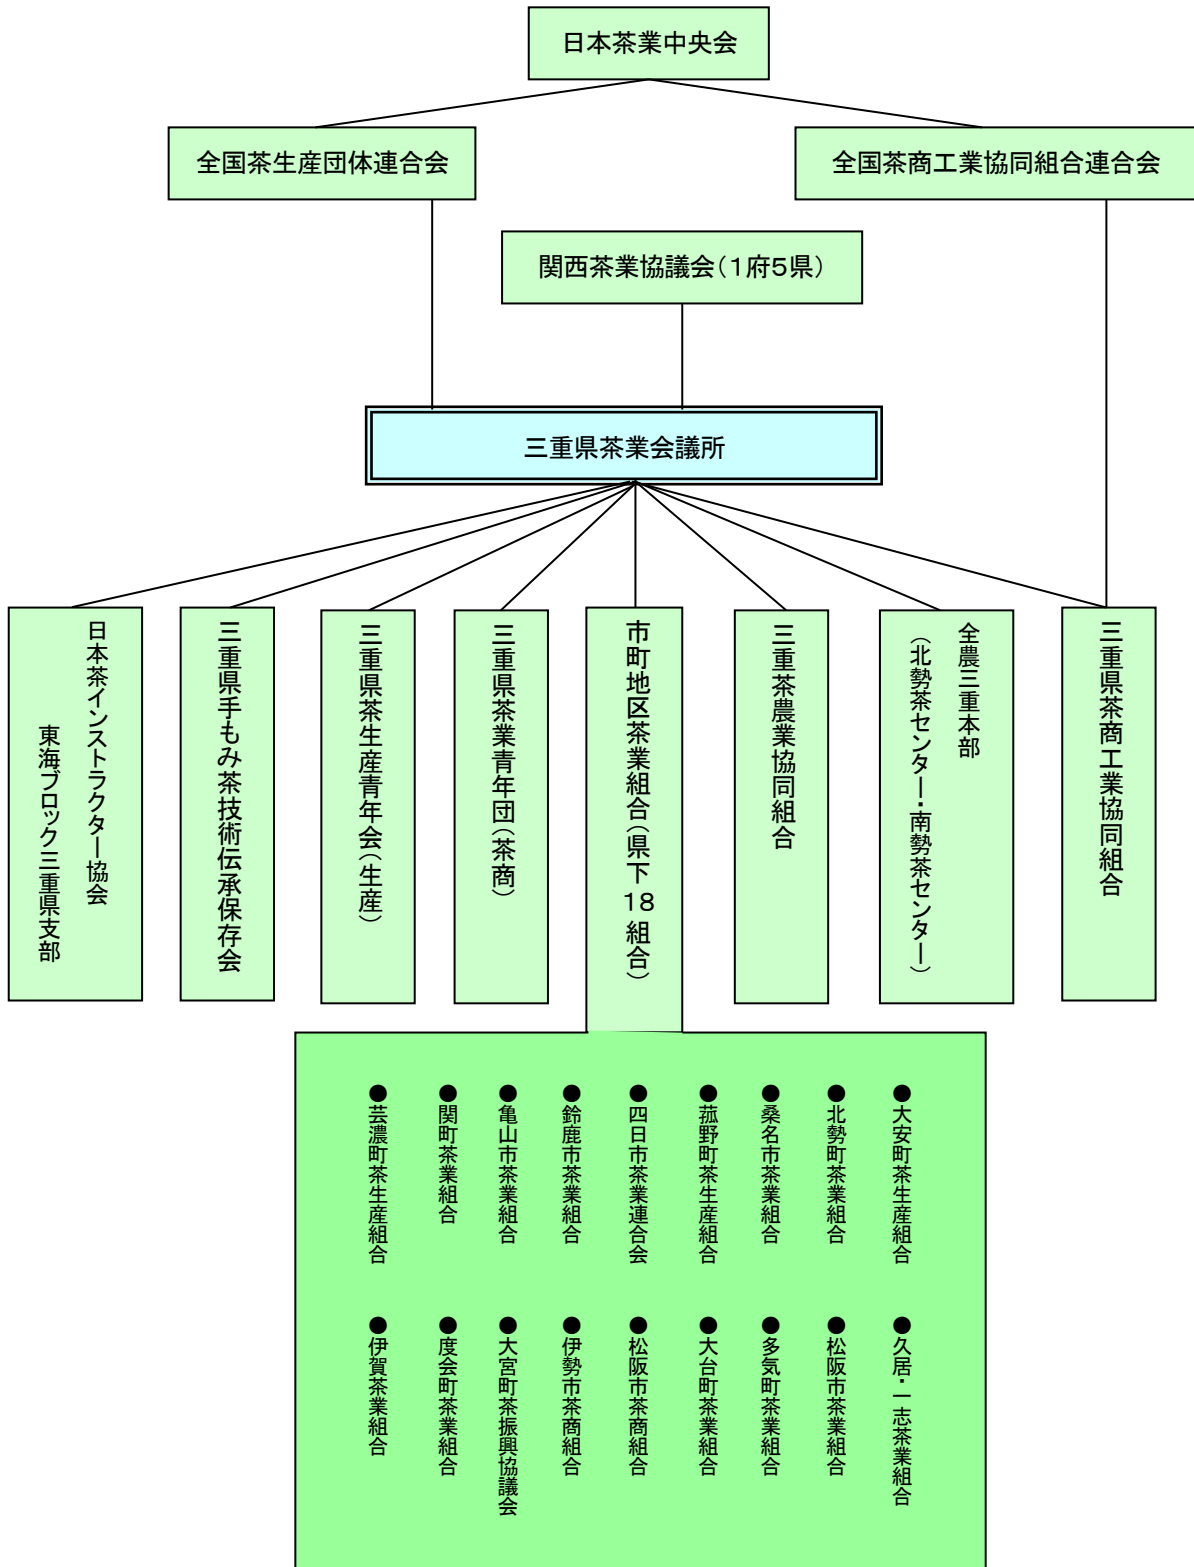 日本茶業中央会
全国茶生産団体連合会
全国茶商工業協同組合連合会
関西茶業協議会（１府５県）
三重県茶業会議所
日本茶インストラクター協会
東海ブロック三重県支部
三重県手もみ茶技術伝承保存会
三重県茶生産青年会（生産）
三重県茶業青年団（茶商）
市町地区茶業組合（県下18組合）
三重茶農業協同組合
全農三重本部
（北勢茶センター・南勢茶センター）
三重県茶商工業協同組合
●大安町茶生産組合
●北勢町茶業組合
●桑名市茶業組合
●菰野町茶生産組合
●四日市茶業連合会
●鈴鹿市茶業組合
●亀山市茶業組合
●関町茶業組合
●芸濃町茶生産組合
●久居・一志茶業組合
●松阪市茶業組合
●多気町茶業組合
●大台町茶業組合
●松阪市茶商組合
●伊勢市茶商組合
●大宮町茶振興協議会
●度会町茶業組合
●伊賀茶業組合